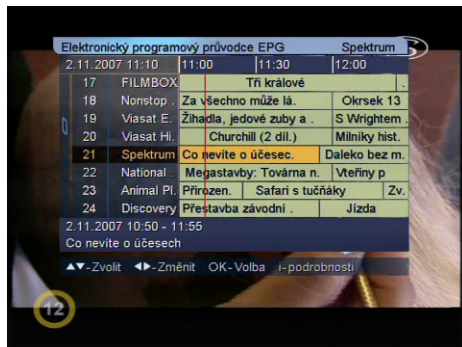 Elektronický programový průvodce EPG Spektrum
2.11.2007 11:10 11:00 11:30 12:00
17 FILMBOX Tři králové .
18 Nonstop . Za všechno může lá. Okrsek 13
19 Viasat E. Žihadla, jedové zuby a . S Wrightem .
20 Viasat Hi. Churchill (2 díl.) Milníky hist.
21 Spektrum Co nevíte o účesec. Daleko bez m.
22 National . Megastavby: Továrna n. Vteřiny p
23 Animal Pl. Přirozen. Safari s tučňáky Zv.
24 Discovery Přestavba závodní . Jízda
2.11.2007 10:50 - 11:55
Co nevíte o účesech
▲▼-Zvolit ◀▶-Změnit OK-Volba i-podrobnosti
12